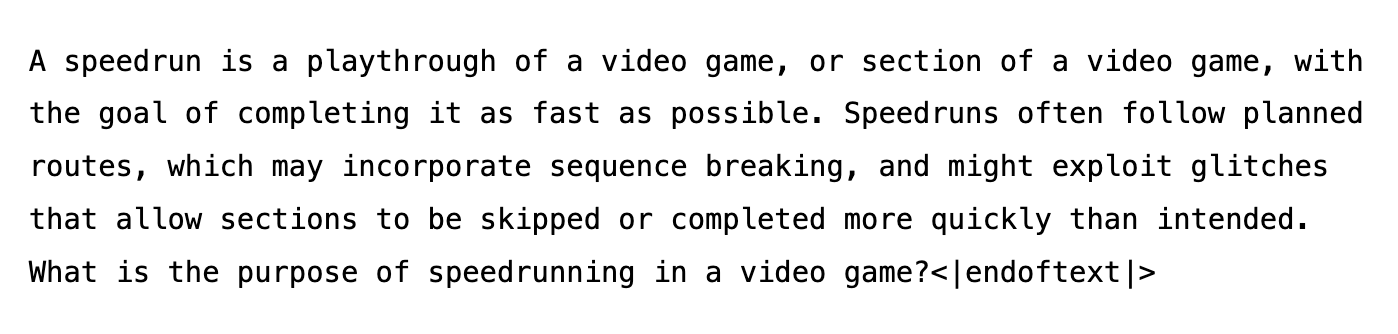 A speedrun is a playthrough of a video game, or section of a video game, with
the goal of completing it as fast as possible. Speedruns often follow planned
routes, which may incorporate sequence breaking, and might exploit glitches
that allow sections to be skipped or completed more quickly than intended.
What is the purpose of speedrunning in a video game?<|endoftext|>